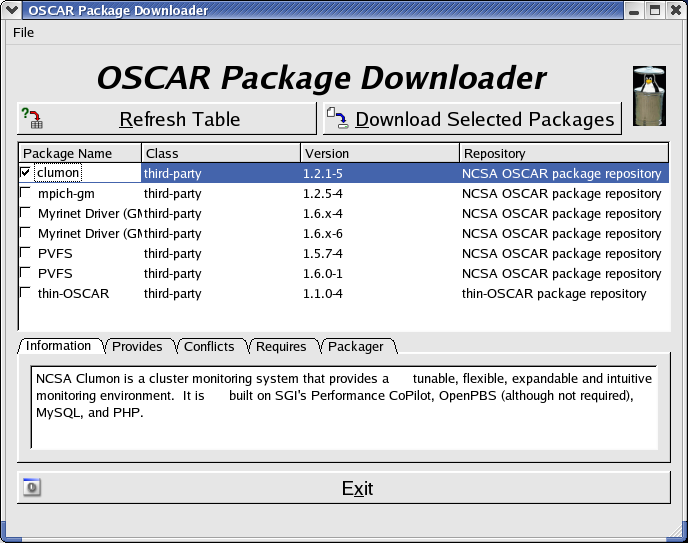 OSCAR Package Downloader
File
OSCAR Package Downloader
Refresh Table Download Selected Packages
Package Name Class Version Repository
clumon third-party 1.2.1-5 NCSA OSCAR package repository
mpich-gm third-party 1.2.5-4 NCSA OSCAR package repository
Myrinet Driver (GM third-party 1.6.x-4 NCSA OSCAR package repository
Myrinet Driver (GM third-party 1.6.x-6 NCSA OSCAR package repository
PVFS third-party 1.5.7-4 NCSA OSCAR package repository
PVFS third-party 1.6.0-1 NCSA OSCAR package repository
thin-OSCAR third-party 1.1.0-4 thin-OSCAR package repository
Information Provides Conflicts Requires Packager
NCSA Clumon is a cluster monitoring system that provides a tunable, flexible, expandable and intuitive
monitoring environment. It is built on SGI's Performance CoPilot, OpenPBS (although not required),
MySQL, and PHP.
Exit